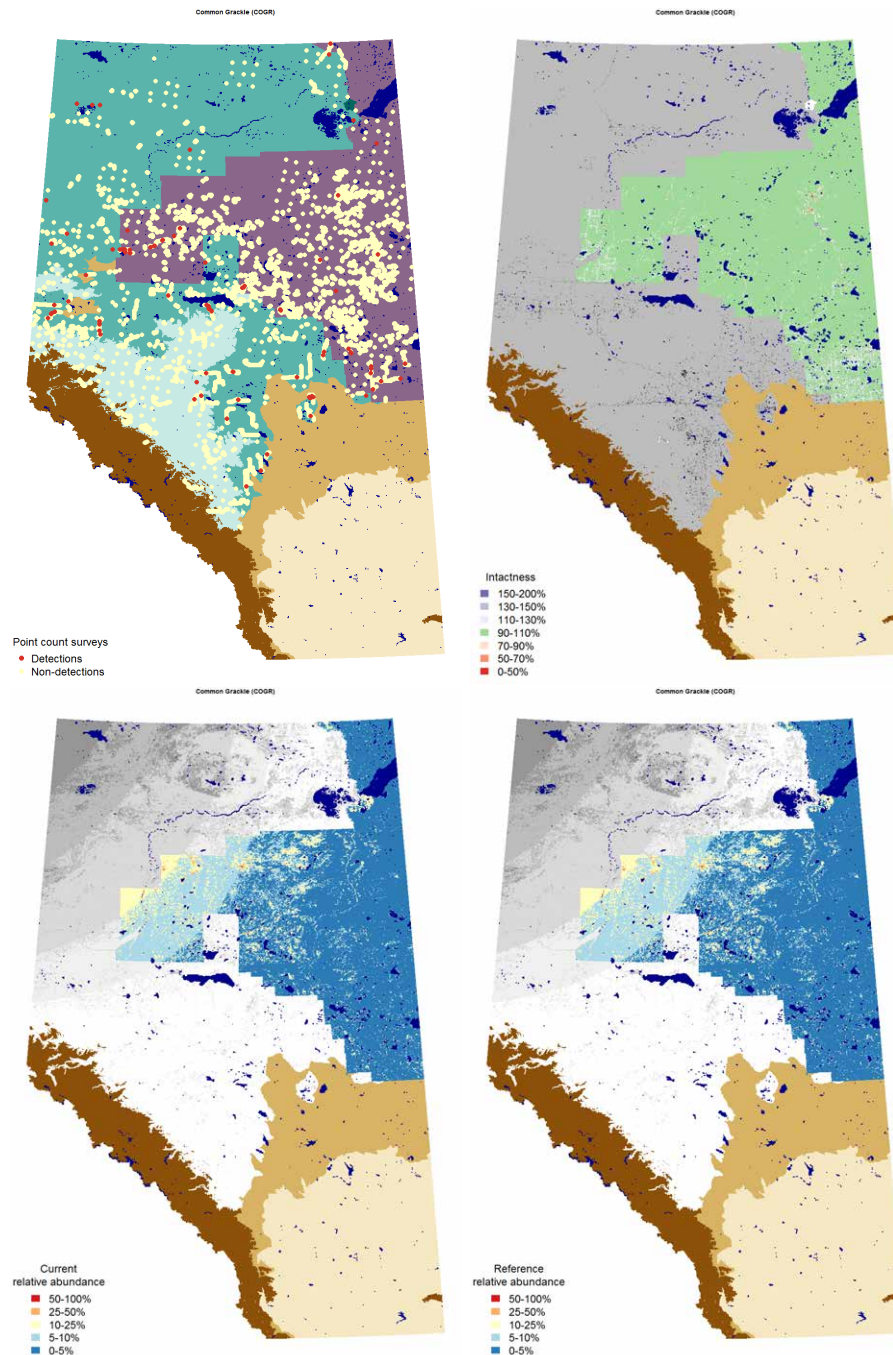 Common Grackle (COGR)
Point count surveys
Detections
Non-detections
Common Grackle (COGR)
Intactness
150-200%
130-150%
110-130%
90-110%
70-90%
50-70%
0-50%
Common Grackle (COGR)
Current
relative abundance
50-100%
25-50%
10-25%
5-10%
0-5%
Common Grackle (COGR)
Reference
relative abundance
50-100%
25-50%
10-25%
5-10%
0-5%